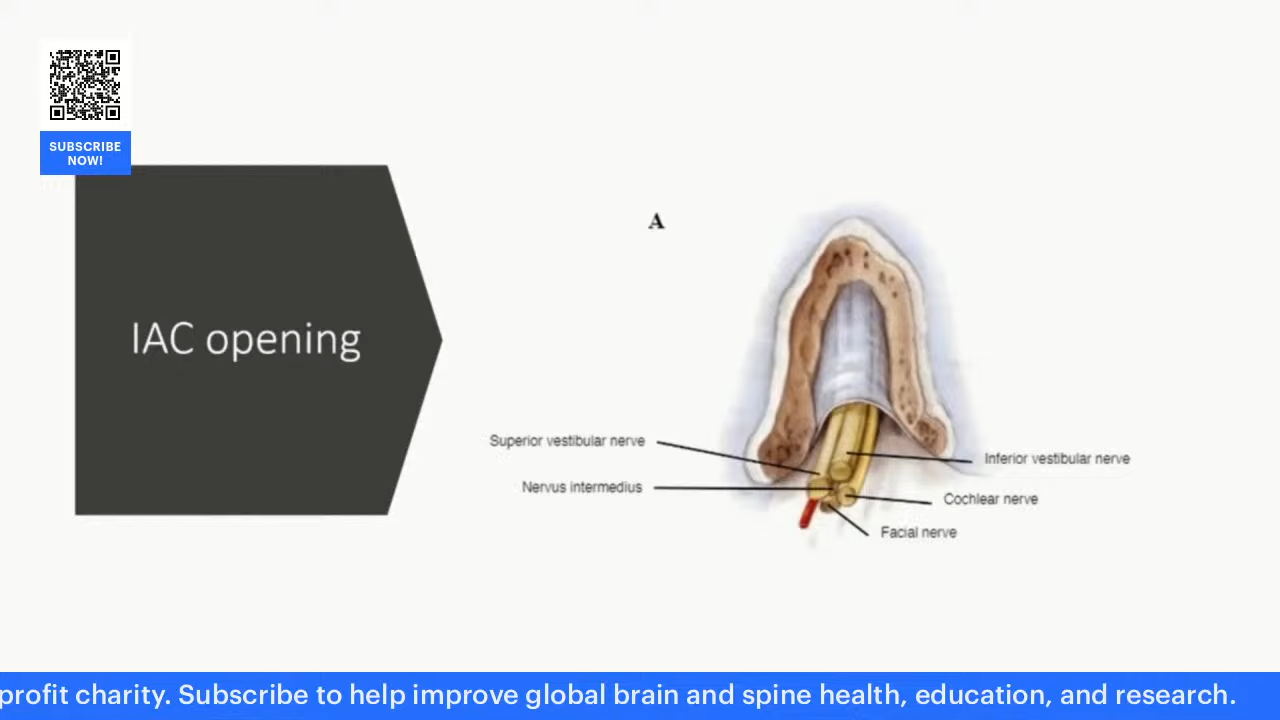 SUBSCRIBE
NOW!
IAC opening
A
Superior vestibular nerve
Inferior vestibular nerve
Nervus intermedius
Cochlear nerve
Facial nerve
profit charity. Subscribe to help improve global brain and spine health, education, and research.